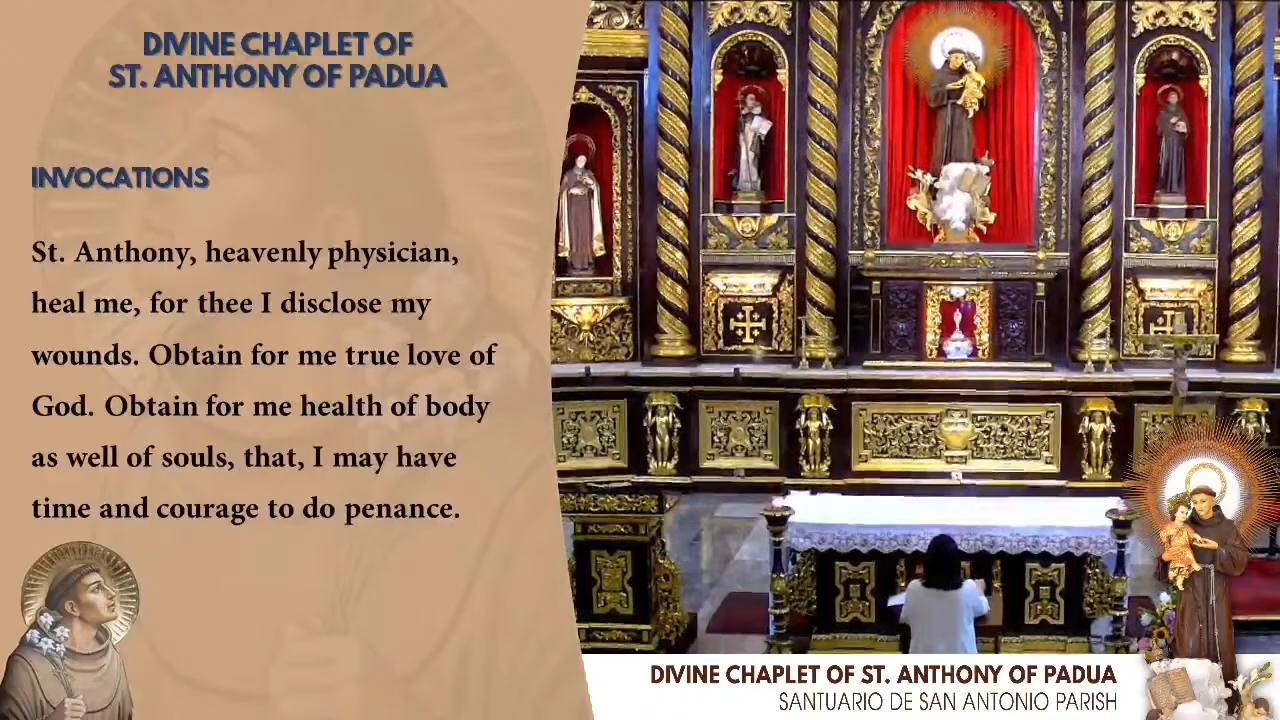 DIVINE CHAPLET OF
ST. ANTHONY OF PADUA
INVOCATIONS
St. Anthony, heavenly physician,
heal me, for thee I disclose my
wounds. Obtain for me true love of
God. Obtain for me health of body
as well of souls, that, I may have
time and courage to do penance.
DIVINE CHAPLET OF ST. ANTHONY OF PADUA
SANTUARIO DE SAN ANTONIO PARISH